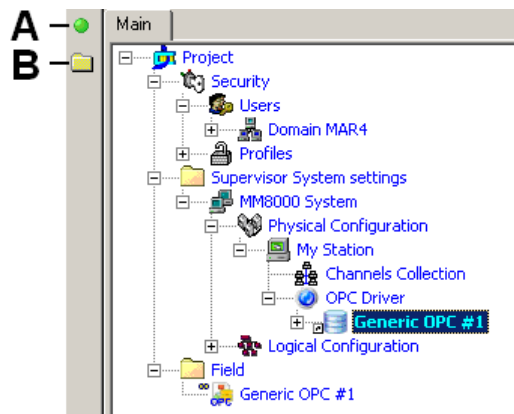 A
Main
B
Project
Security
Users
Domain MAR4
Profiles
Supervisor System settings
MM8000 System
Physical Configuration
My Station
Channels Collection
OPC Driver
Generic OPC #1
Logical Configuration
Field
OPC Generic OPC #1